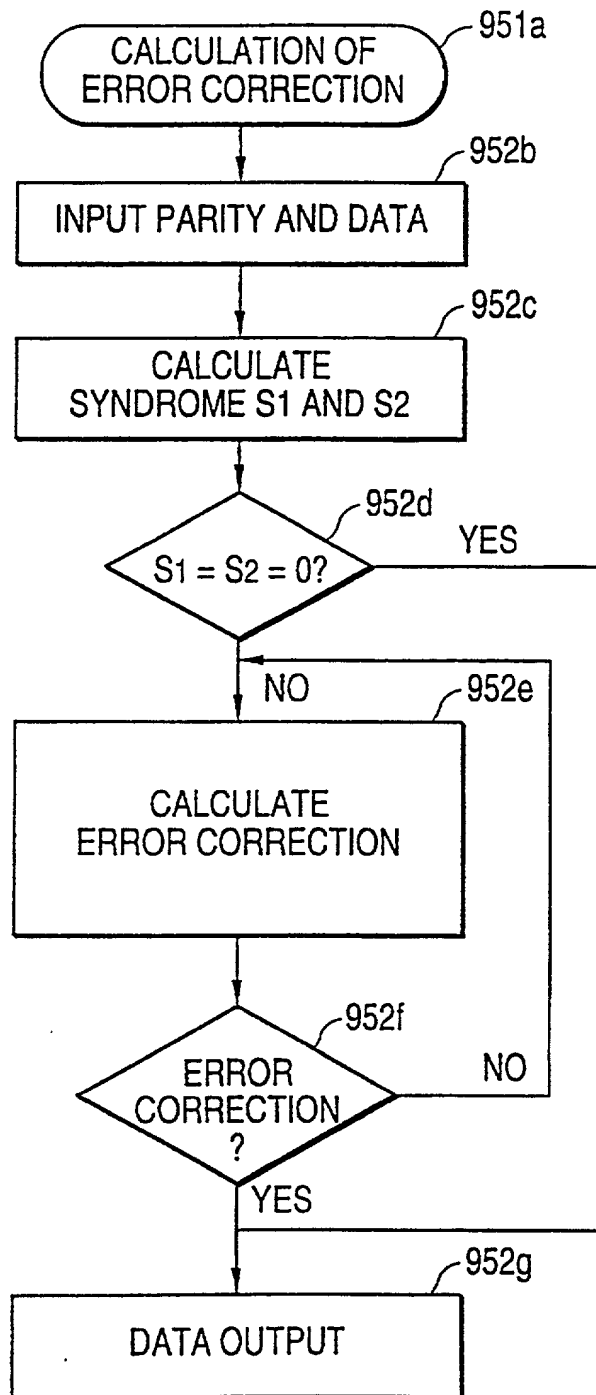 CALCULATION OF
ERROR CORRECTION
951a
952b
INPUT PARITY AND DATA
952c
CALCULATE
SYNDROME S1 AND S2
952d
S1 = S2 = 0?
YES
NO
952e
CALCULATE
ERROR CORRECTION
952f
ERROR
CORRECTION
?
NO
YES
952g
DATA OUTPUT